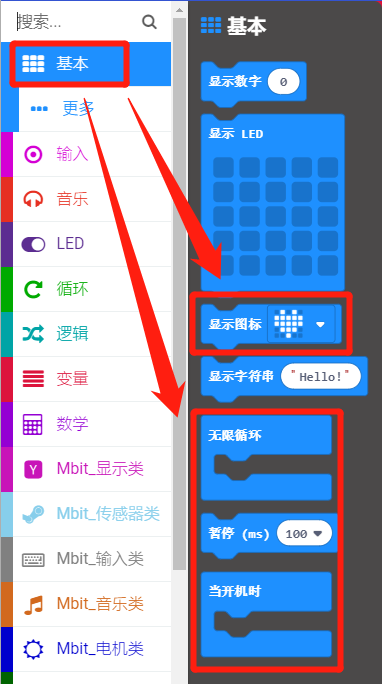 搜索...
基本
更多
输入
音乐
LED
循环
逻辑
变量
数学
Mbit_显示类
Mbit_传感器类
Mbit_输入类
Mbit_音乐类
Mbit_电机类
基本
显示数字 0
显示 LED
显示图标
显示字符串 "Hello!"
无限循环
暂停 (ms) 100
当开机时